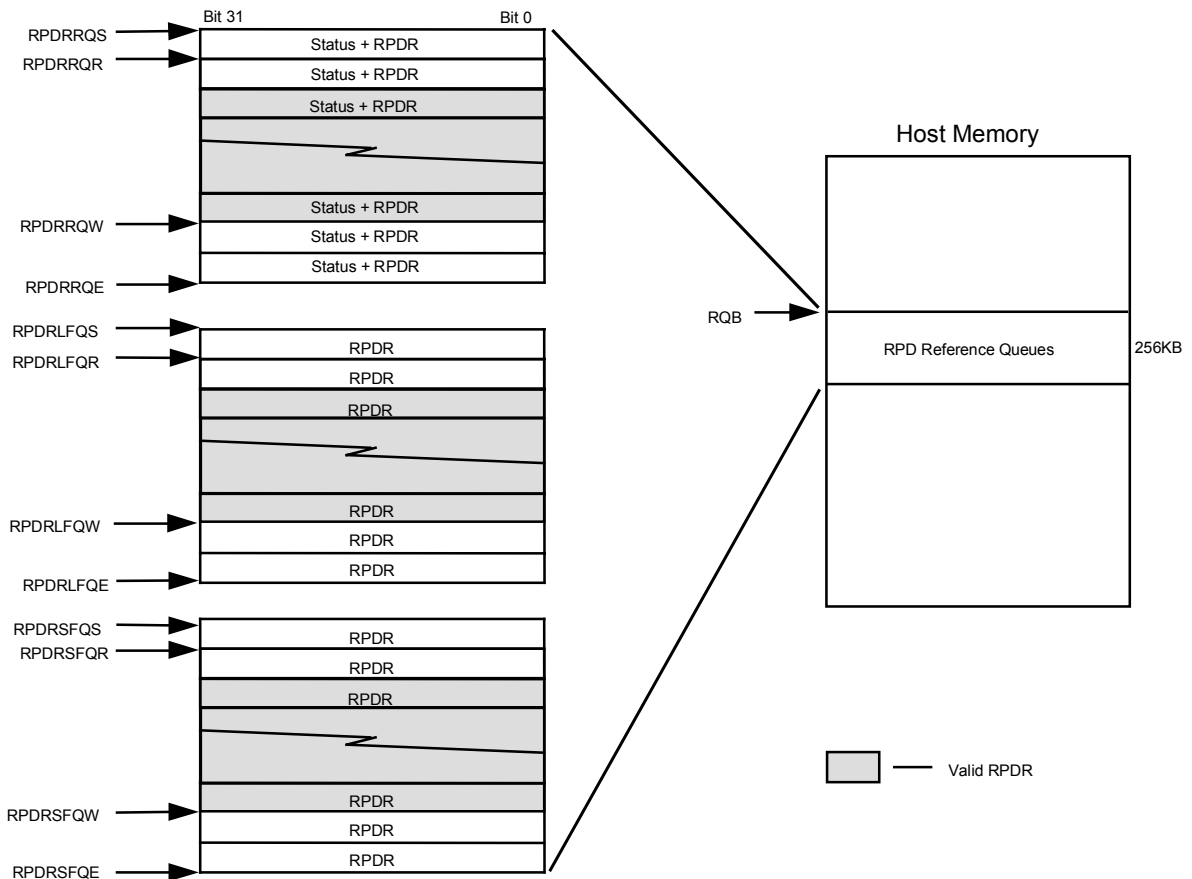 Bit 31 Bit 0
RPDRRQS
Status + RPDR
RPDRRQR
Status + RPDR
Status + RPDR
Status + RPDR
RPDRRQW
Status + RPDR
Status + RPDR
RPDRRQE
RPDRLFQS
RPDR
RPDRLFQR
RPDR
RPDR
RPDR
RPDRLFQW
RPDR
RPDR
RPDRLFQE
RPDRSFQS
RPDR
RPDRSFQR
RPDR
RPDR
RPDR
RPDRSFQW
RPDR
RPDR
RPDRSFQE
Host Memory
RQB
RPD Reference Queues
256KB
Valid RPDR